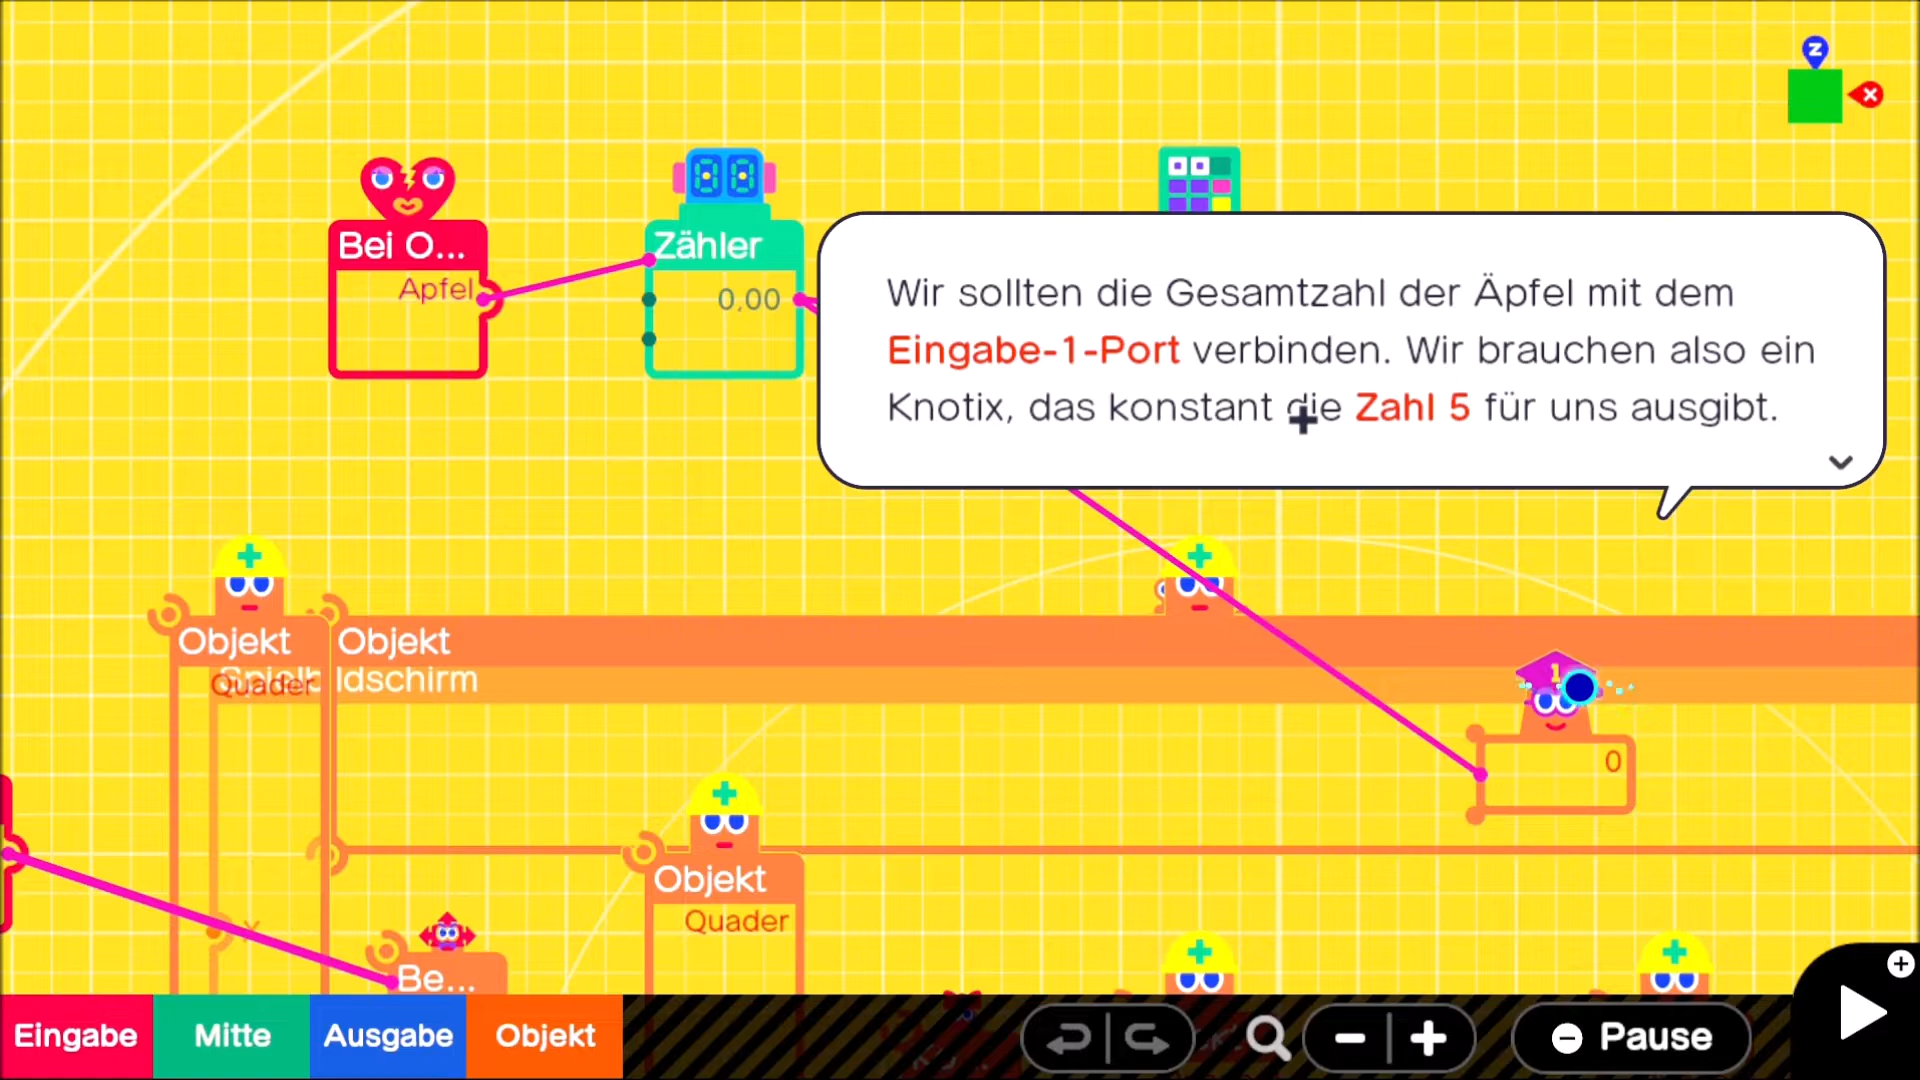 Z
Bei O...
Apfel
Zähler
0,00
Wir sollten die Gesamtzahl der Äpfel mit dem
Eingabe-1-Port verbinden. Wir brauchen also ein
Knotix, das konstant die Zahl 5 für uns ausgibt.
Objekt
Objekt
Quader
1
0
Objekt
Quader
Be...
Eingabe
Mitte
Ausgabe
Objekt
Pause